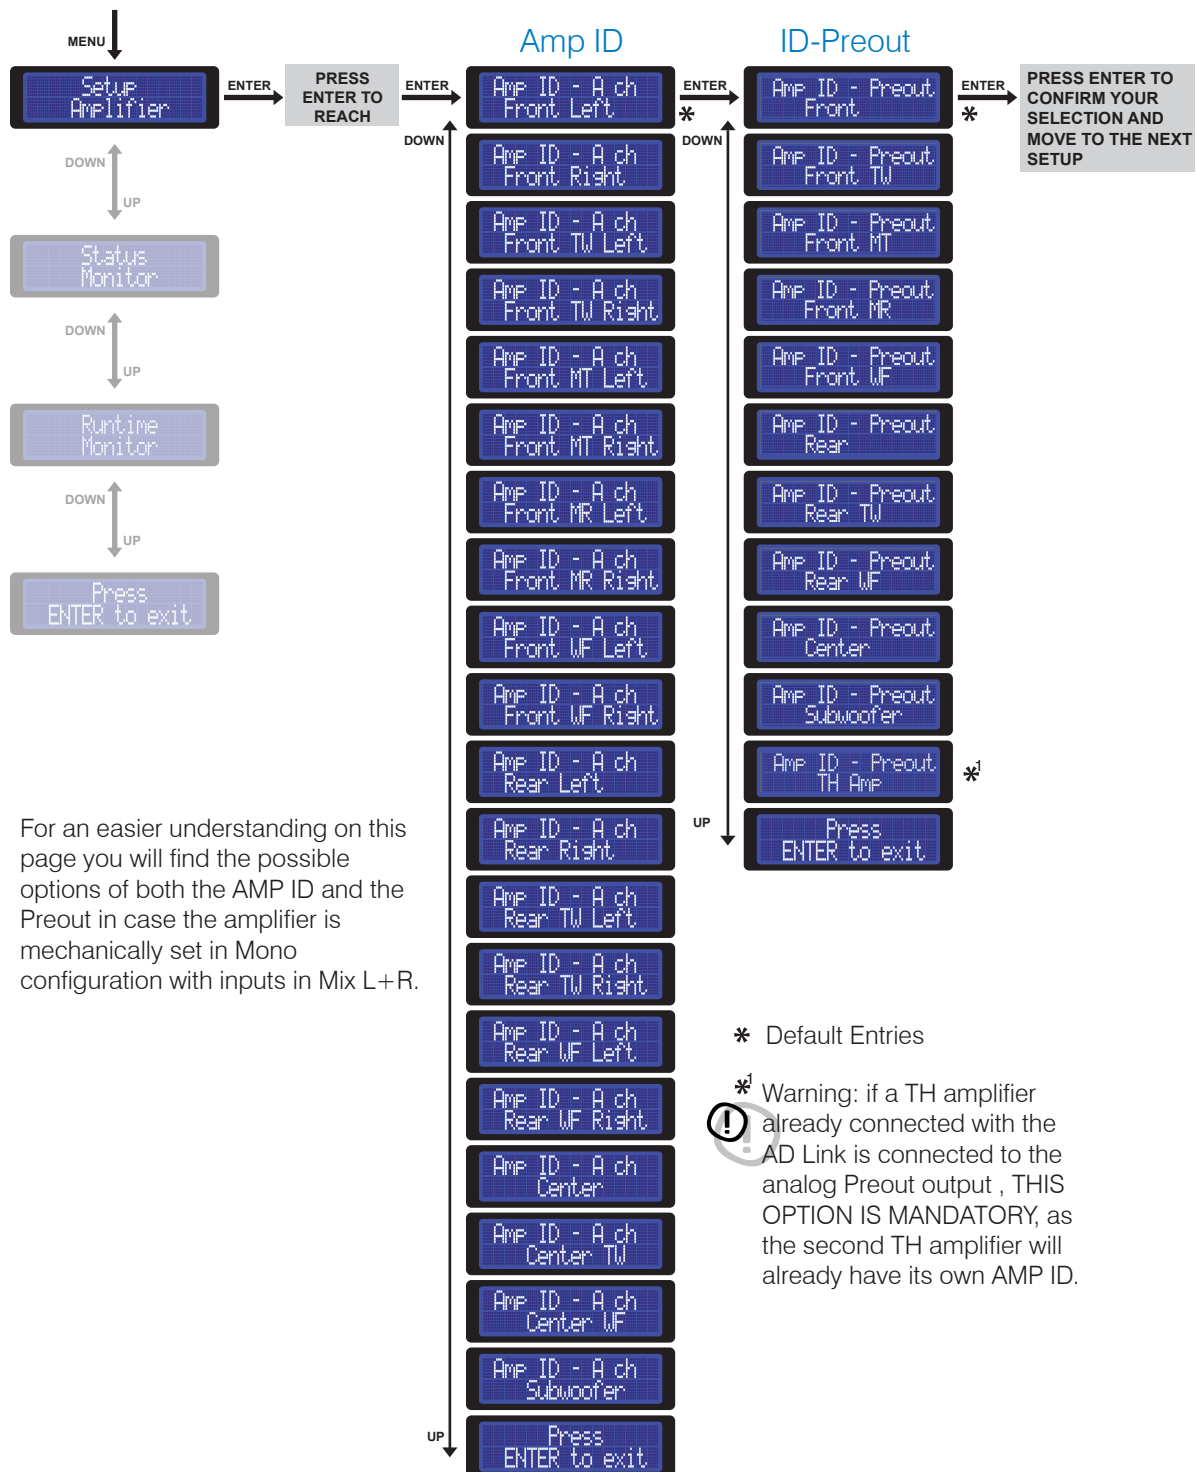 MENU
Setup
Amplifier
ENTER
PRESS
ENTER TO
REACH
ENTER
DOWN
UP
Status
Monitor
DOWN
UP
Runtime
Monitor
DOWN
UP
Press
ENTER to exit
For an easier understanding on this
page you will find the possible
options of both the AMP ID and the
Preout in case the amplifier is
mechanically set in Mono
configuration with inputs in Mix L+R.
Amp ID
Amp ID - A ch
Front Left
ENTER
*
DOWN
Amp ID - A ch
Front Right
Amp ID - A ch
Front TW Left
Amp ID - A ch
Front TW Right
Amp ID - A ch
Front MT Left
Amp ID - A ch
Front MT Right
Amp ID - A ch
Front MR Left
Amp ID - A ch
Front MR Right
Amp ID - A ch
Front WF Left
Amp ID - A ch
Front WF Right
Amp ID - A ch
Rear Left
Amp ID - A ch
Rear Right
Amp ID - A ch
Rear TW Left
Amp ID - A ch
Rear TW Right
Amp ID - A ch
Rear WF Left
Amp ID - A ch
Rear WF Right
Amp ID - A ch
Center
Amp ID - A ch
Center TW
Amp ID - A ch
Center WF
Amp ID - A ch
Subwoofer
UP
Press
ENTER to exit
ID-Preout
Amp ID - Preout
Front
ENTER
*
DOWN
Amp ID - Preout
Front TW
Amp ID - Preout
Front MT
Amp ID - Preout
Front MR
Amp ID - Preout
Front WF
Amp ID - Preout
Rear
Amp ID - Preout
Rear TW
Amp ID - Preout
Rear WF
Amp ID - Preout
Center
Amp ID - Preout
Subwoofer
Amp ID - Preout
TH Amp
*1
UP
Press
ENTER to exit
PRESS ENTER TO
CONFIRM YOUR
SELECTION AND
MOVE TO THE NEXT
SETUP
* Default Entries
*1 Warning: if a TH amplifier
already connected with the
AD Link is connected to the
analog Preout output , THIS
OPTION IS MANDATORY, as
the second TH amplifier will
already have its own AMP ID.